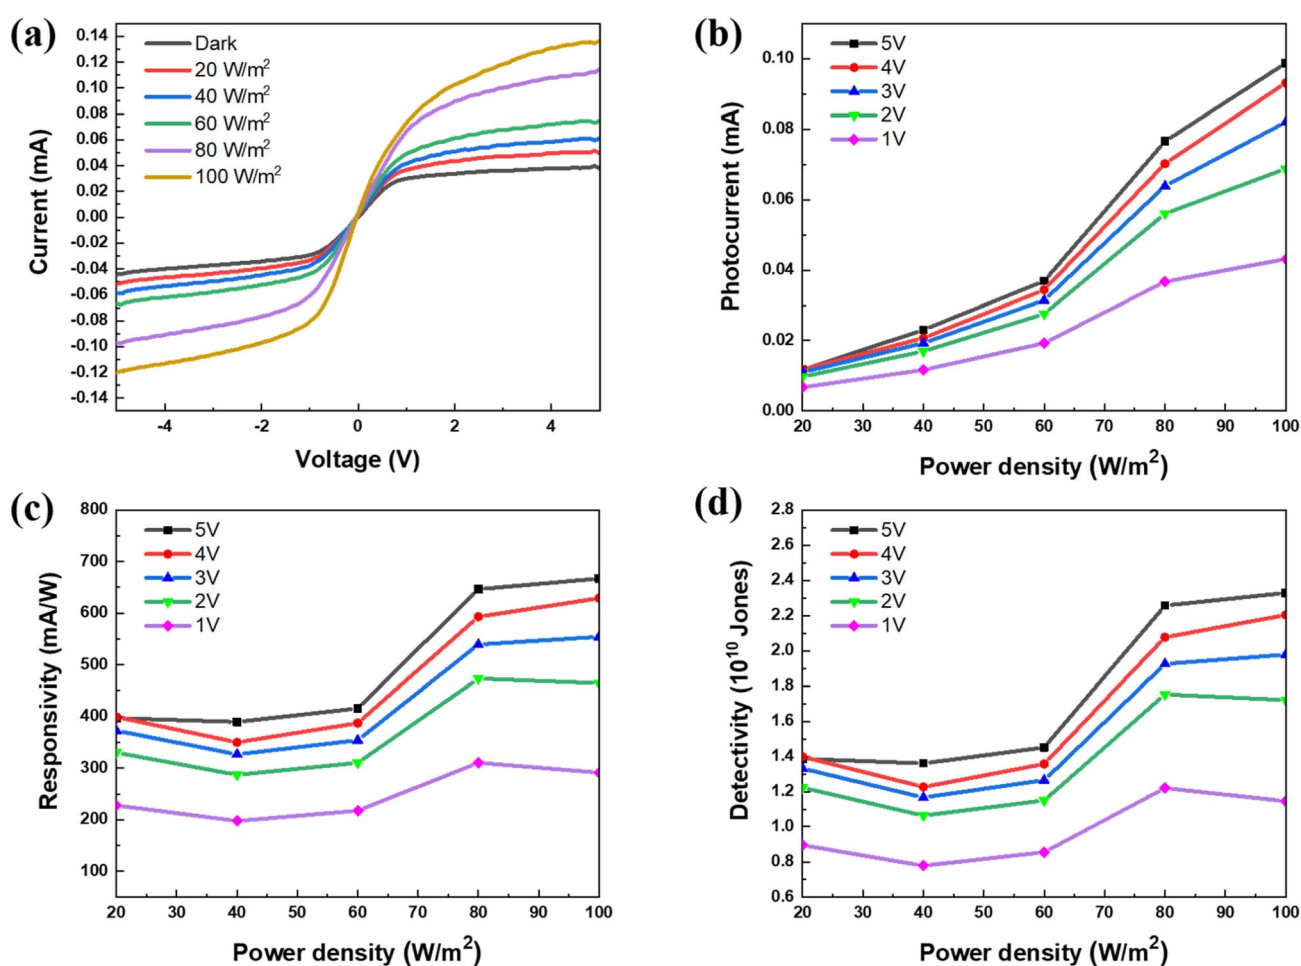 (a)
0.14
0.12
0.10
0.08
0.06
0.04
0.02
0.00
-0.02
-0.04
-0.06
-0.08
-0.10
-0.12
-0.14
Current (mA)
Dark
20 W/m²
40 W/m²
60 W/m²
80 W/m²
100 W/m²
-4 -2 0 2 4
Voltage (V)
(b)
0.10
0.08
0.06
0.04
0.02
0.00
Photocurrent (mA)
5V
4V
3V
2V
1V
20 30 40 50 60 70 80 90 100
Power density (W/m²)
(c)
800
700
600
500
400
300
200
100
Responsivity (mA/W)
5V
4V
3V
2V
1V
20 30 40 50 60 70 80 90 100
Power density (W/m²)
(d)
2.8
2.6
2.4
2.2
2.0
1.8
1.6
1.4
1.2
1.0
0.8
0.6
Detectivity (10¹⁰ Jones)
5V
4V
3V
2V
1V
20 30 40 50 60 70 80 90 100
Power density (W/m²)